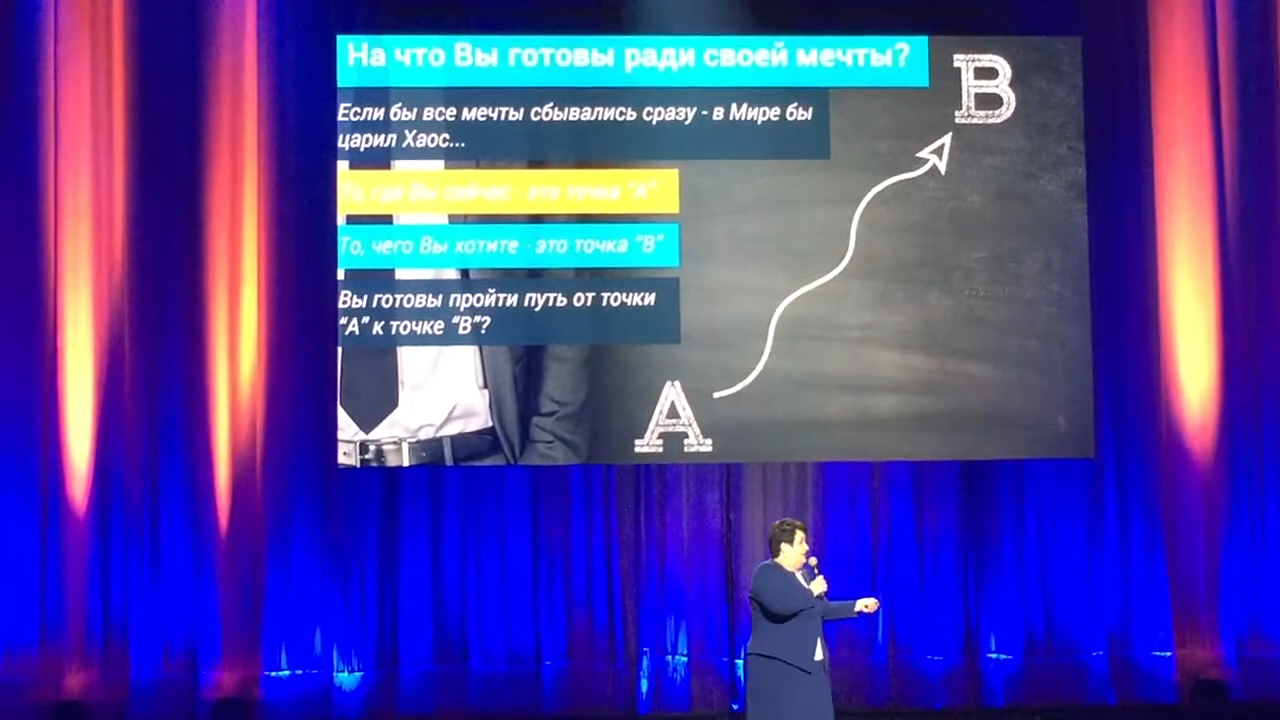 На что Вы готовы ради своей мечты?
Если бы все мечты сбывались сразу - в Мире бы
царил Хаос...
То, где Вы сейчас - это точка “А”
То, чего Вы хотите - это точка “В”
Вы готовы пройти путь от точки
“А” к точке “В”?
B
A